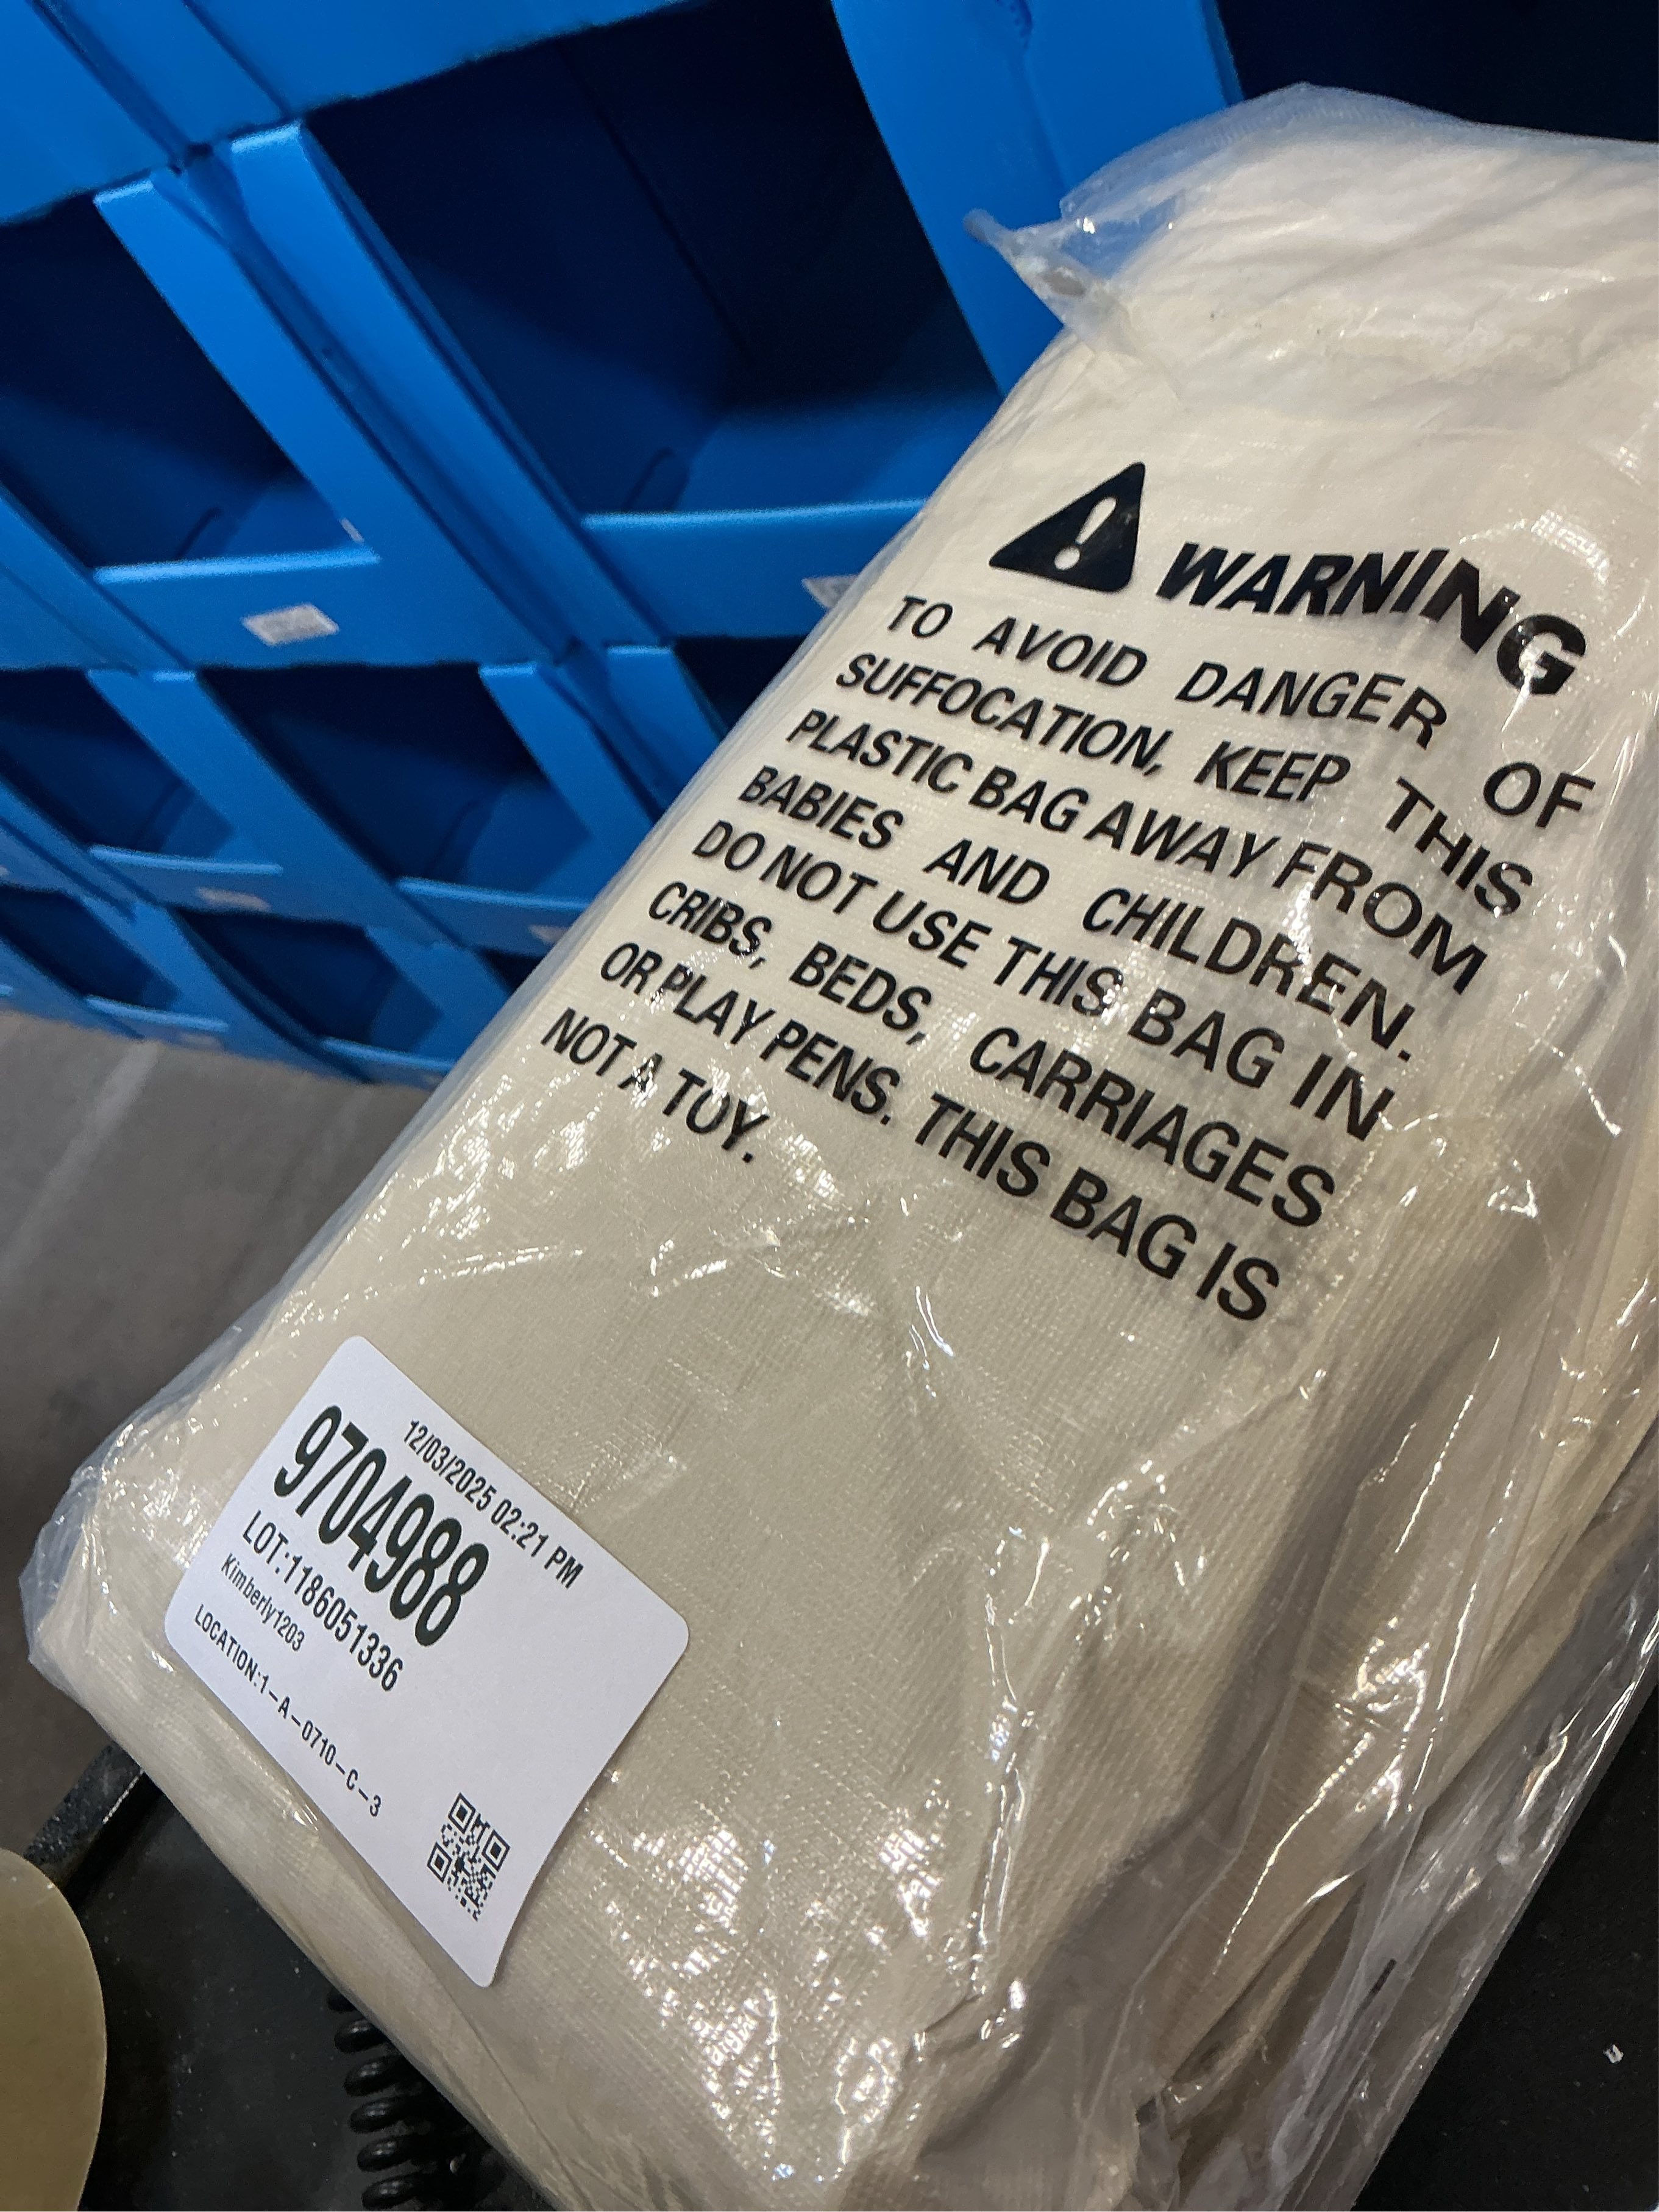 WARNING
TO AVOID DANGER OF
SUFFOCATION, KEEP THIS
PLASTIC BAG AWAY FROM
BABIES AND CHILDREN.
DO NOT USE THIS BAG IN
CRIBS, BEDS, CARRIAGES
OR PLAY PENS. THIS BAG IS
NOT A TOY.
12/03/2025 02:21 PM
9704988
LOT:1186051336
Kimberly1203
LOCATION:1-A-0710-C-3